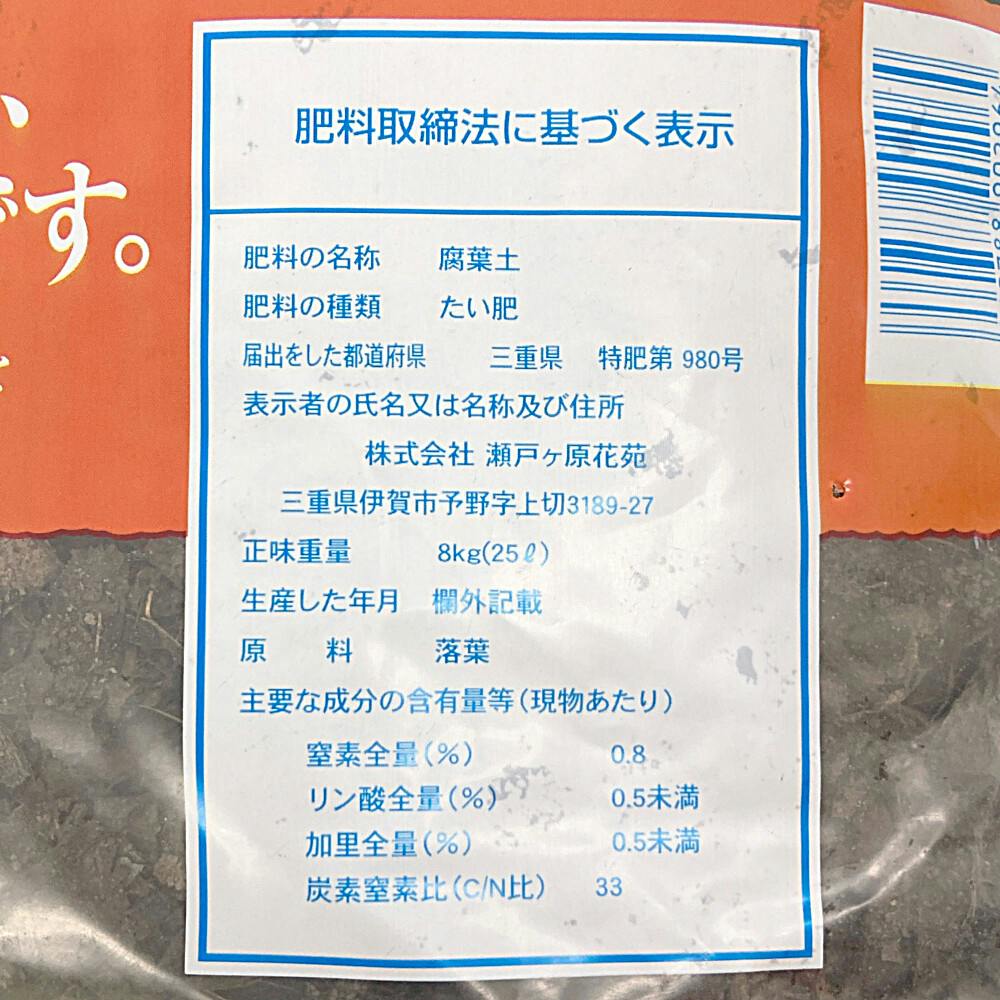 です。
肥料取締法に基づく表示
肥料の名称 腐葉土
肥料の種類 たい肥
届出をした都道府県 三重県 特肥第 980号
表示者の氏名又は名称及び住所
株式会社 瀬戸ヶ原花苑
三重県伊賀市予野字上切3189-27
正味重量 8kg(25ℓ)
生産した年月 欄外記載
原 料 落葉
主要な成分の含有量等(現物あたり)
窒素全量(%) 0.8
リン酸全量(%) 0.5未満
加里全量(%) 0.5未満
炭素窒素比(C/N比) 33